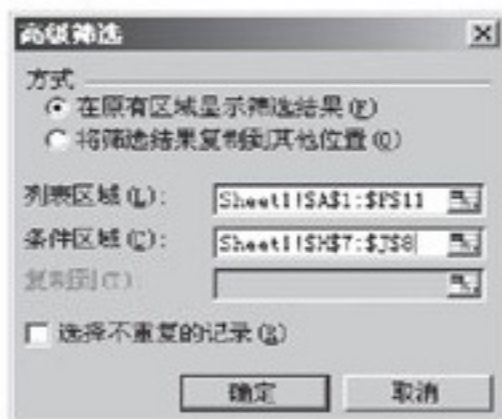 高级筛选
方式
在原有区域显示筛选结果(F)
将筛选结果复制到其他位置(O)
列表区域(L): Sheet1!$A$1:$F$11
条件区域(C): Sheet1!$H$7:$J$8
复制到(T):
选择不重复的记录(R)
确定 取消